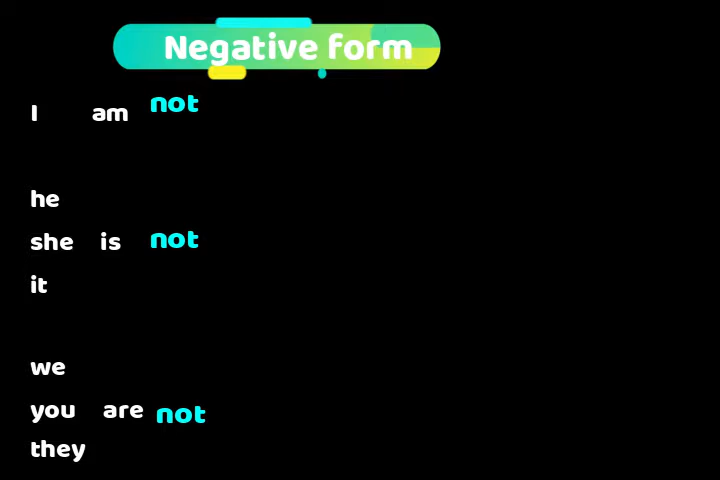 Negative form
I am not
he
she is not
it
we
you are not
they